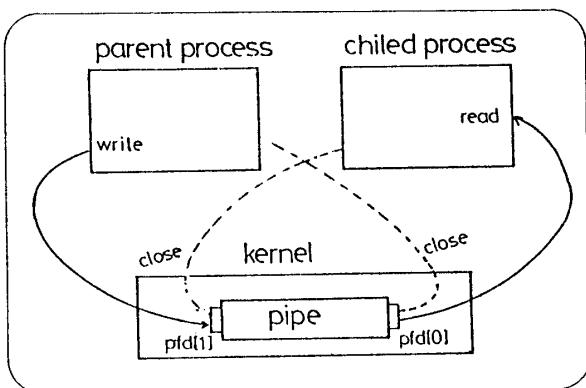 parent process
chiled process
write
read
close
kernel
close
pipe
pfd[1]
pfd[0]